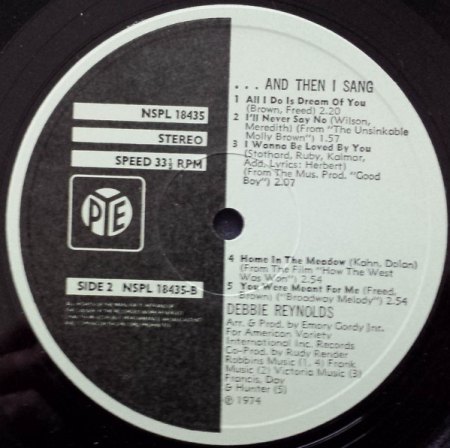 NSPL 18435
STEREO
SPEED 33⅓ RPM
PYE
SIDE 2 NSPL 18435-B
. . . AND THEN I SANG
1 All I Do Is Dream Of You
(Brown, Freed) 2.20
2 I'll Never Say No (Wilson,
Meredith) (From "The Unsinkable
Molly Brown") 1.57
3 I Wanna Be Loved By You
(Stothard, Ruby, Kalmar,
Add. Lyrics: Herbert)
(From The Mus. Prod. "Good
Boy") 2.07
4 Home In The Meadow (Kahn, Dolan)
(From The Film "How The West
Was Won") 2.54
5 You Were Meant For Me (Freed,
Brown) ("Broadway Melody") 2.54
DEBBIE REYNOLDS
Arr. & Prod. by Emory Gordy Jnr.
For American Variety
International Inc. Records
Co-Prod. by Rudy Render
Robbins Music (1, 4) Frank
Music (2) Victoria Music (3)
Francis, Day
& Hunter (5)
℗ 1974